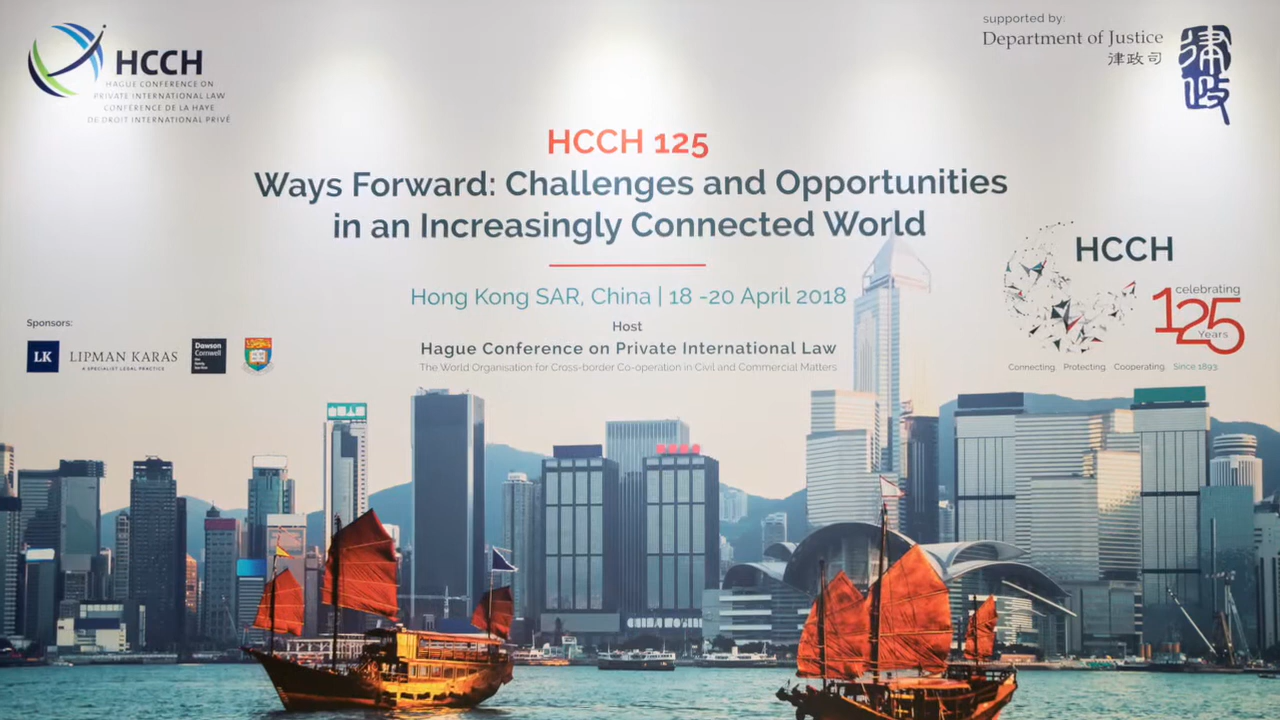 HCCH
HAGUE CONFERENCE ON
PRIVATE INTERNATIONAL LAW
CONFÉRENCE DE LA HAYE
DE DROIT INTERNATIONAL PRIVÉ
supported by:
Department of Justice
律政司
律政
HCCH 125
Ways Forward: Challenges and Opportunities
in an Increasingly Connected World
Hong Kong SAR, China | 18 -20 April 2018
Host
Hague Conference on Private International Law
The World Organisation for Cross-border Co-operation in Civil and Commercial Matters
Sponsors:
LK
LIPMAN KARAS
A SPECIALIST LEGAL PRACTICE
Dawson
Cornwell
HCCH
celebrating
125
Years
Connecting. Protecting. Cooperating. Since 1893.